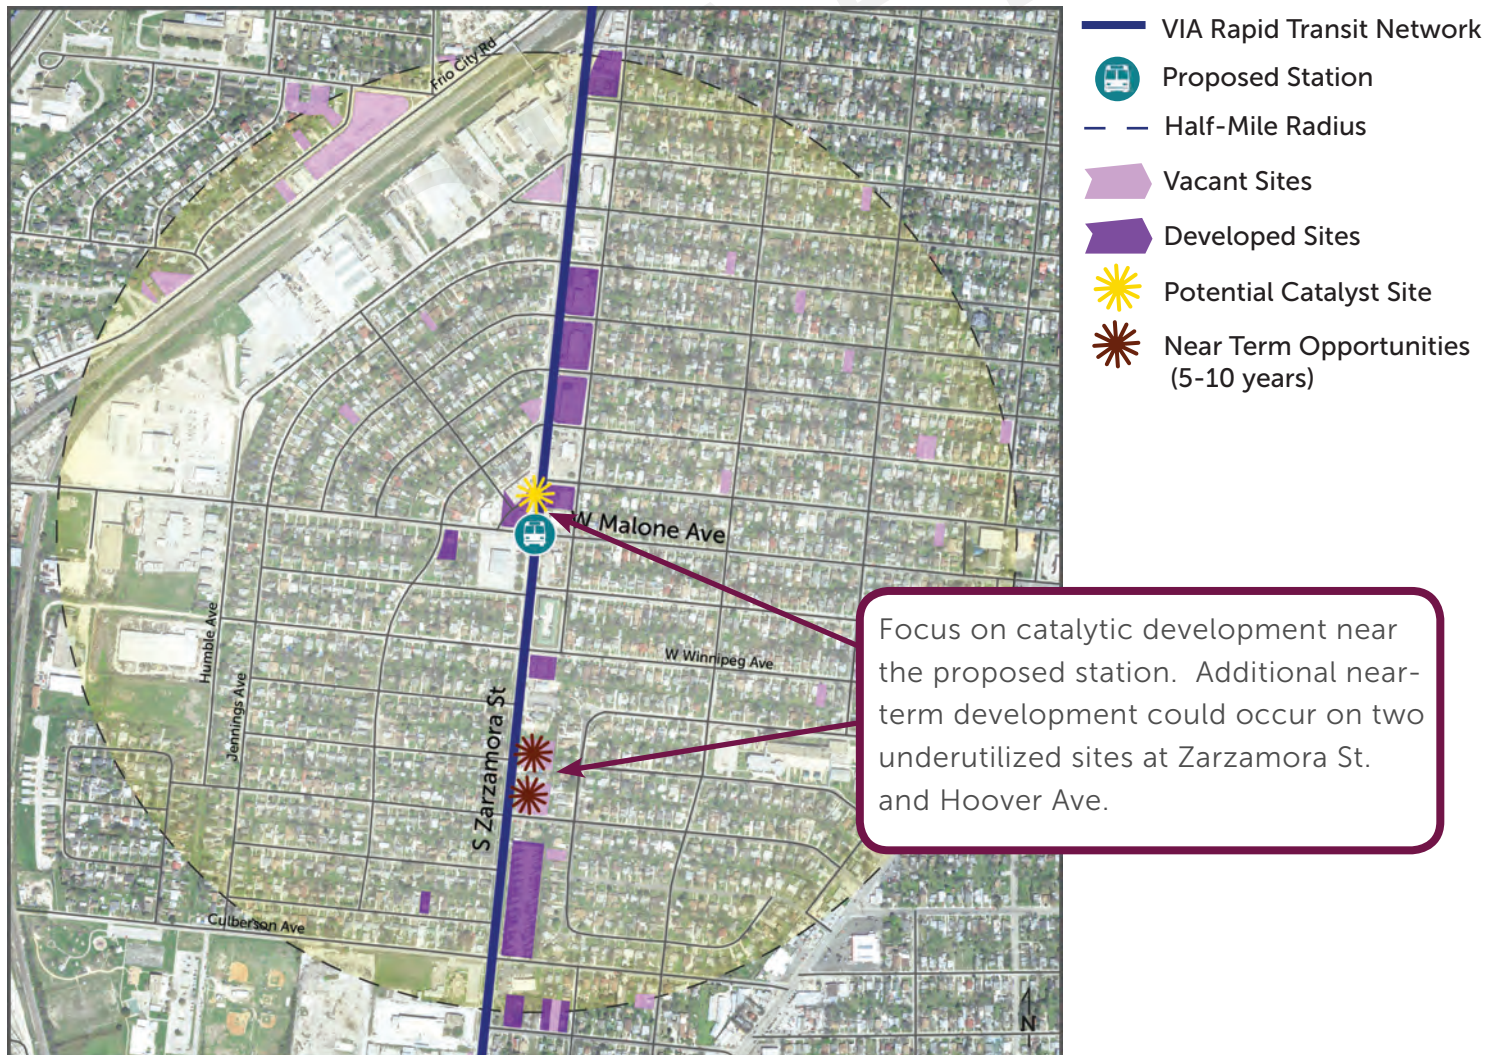 VIA Rapid Transit Network
Proposed Station
Half-Mile Radius
Vacant Sites
Developed Sites
Potential Catalyst Site
Near Term Opportunities
(5-10 years)
Frio City Rd
W Malone Ave
W Winnipeg Ave
Humble Ave
Jennings Ave
S Zarzamora St
Culberson Ave
Focus on catalytic development near
the proposed station. Additional near-
term development could occur on two
underutilized sites at Zarzamora St.
and Hoover Ave.
N